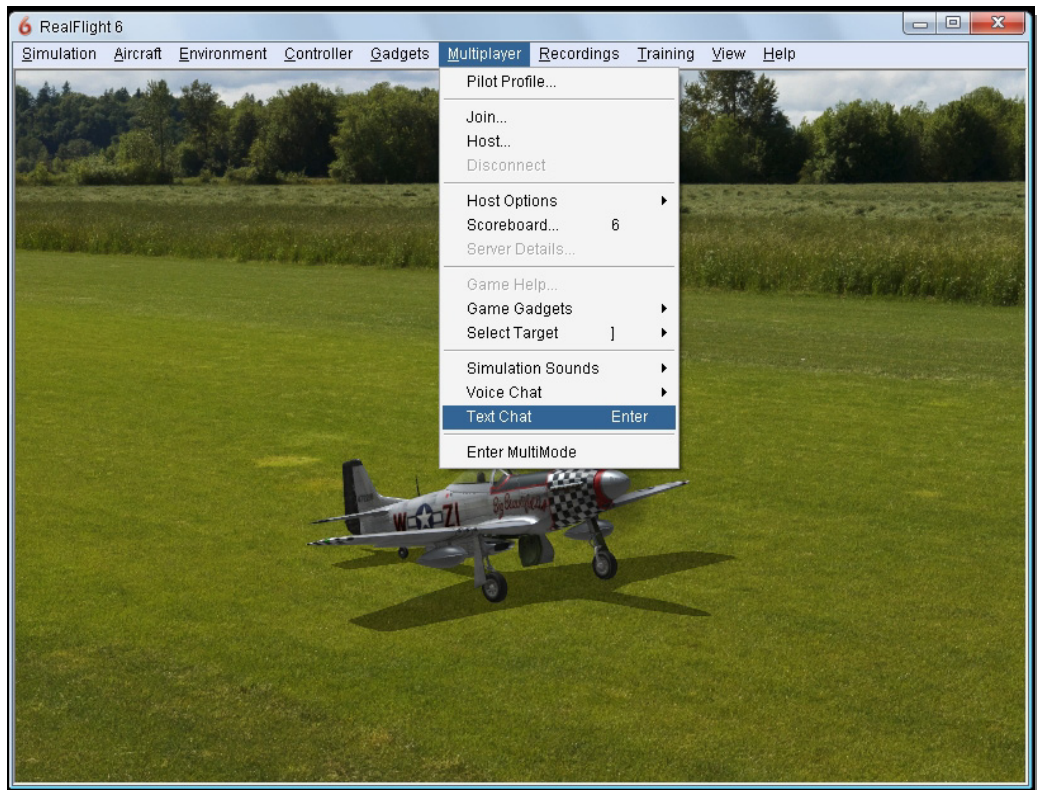 6 RealFlight 6
Simulation Aircraft Environment Controller Gadgets Multiplayer Recordings Training View Help
Pilot Profile...
Join...
Host...
Disconnect
Host Options
Scoreboard... 6
Server Details...
Game Help...
Game Gadgets
Select Target ]
Simulation Sounds
Voice Chat
Text Chat Enter
Enter MultiMode
W ZI